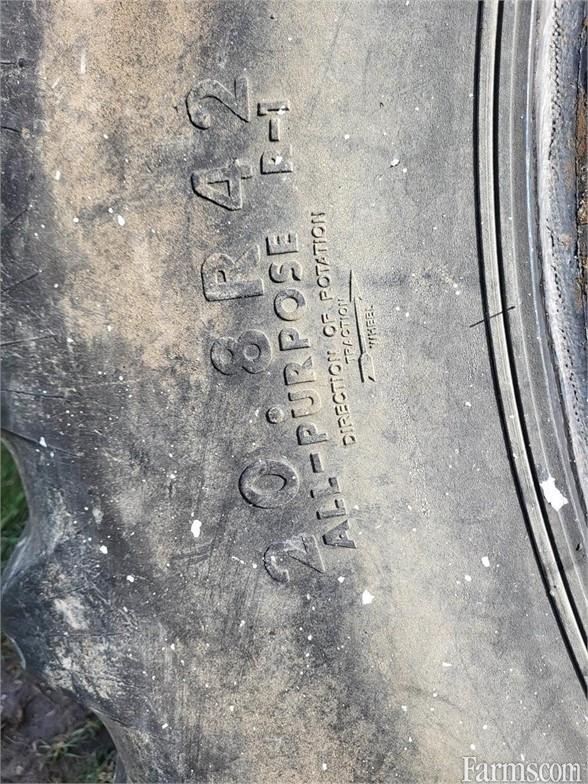 20.8R42
ALL-PURPOSE R-1
DIRECTION OF ROTATION
TRACTION
WHEEL
Farms.com